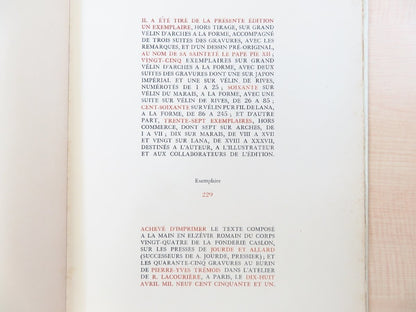 IL A ÉTÉ TIRÉ DE LA PRÉSENTE ÉDITION
UN EXEMPLAIRE, HORS TIRAGE, SUR GRAND
VÉLIN D'ARCHES A LA FORME, ACCOMPAGNÉ
DE TROIS SUITES DES GRAVURES, AVEC LES
REMARQUES, ET D'UN DESSIN PRÉ-ORIGINAL,
AU NOM DE SA SAINTETÉ LE PAPE PIE XII ;
VINGT-CINQ EXEMPLAIRES SUR GRAND
VÉLIN D'ARCHES A LA FORME, AVEC DEUX
SUITES DES GRAVURES DONT UNE SUR JAPON
IMPÉRIAL ET UNE SUR VÉLIN DE RIVES,
NUMÉROTÉS DE 1 A 25 ; SOIXANTE SUR
VÉLIN DU MARAIS, A LA FORME, AVEC UNE
SUITE SUR VÉLIN DE RIVES, DE 26 A 85 ;
CENT-SOIXANTE SUR VÉLIN PUR FIL DE LANA,
A LA FORME, DE 86 A 245 ; ET D'AUTRE
PART, TRENTE-SEPT EXEMPLAIRES, HORS
COMMERCE, DONT SEPT SUR ARCHES, DE
I A VII ; DIX SUR MARAIS, DE VIII A XVII
ET VINGT SUR LANA, DE XVIII A XXXVII,
DESTINÉS A L'AUTEUR, A L'ILLUSTRATEUR
ET AUX COLLABORATEURS DE L'ÉDITION.
Exemplaire
229
ACHEVÉ D'IMPRIMER LE TEXTE COMPOSÉ
A LA MAIN EN ELZÉVIR ROMAIN DU CORPS
VINGT-QUATRE DE LA FONDERIE CASLON,
SUR LES PRESSES DE JOURDE ET ALLARD
(SUCCESSEURS DE A. JOURDE, PRESSIER) ; ET
LES QUARANTE-CINQ GRAVURES AU BURIN
DE PIERRE-YVES TRÉMOIS DANS L'ATELIER
DE R. LACOURIÈRE, A PARIS, LE DIX-HUIT
AVRIL MIL NEUF CENT CINQUANTE ET UN.